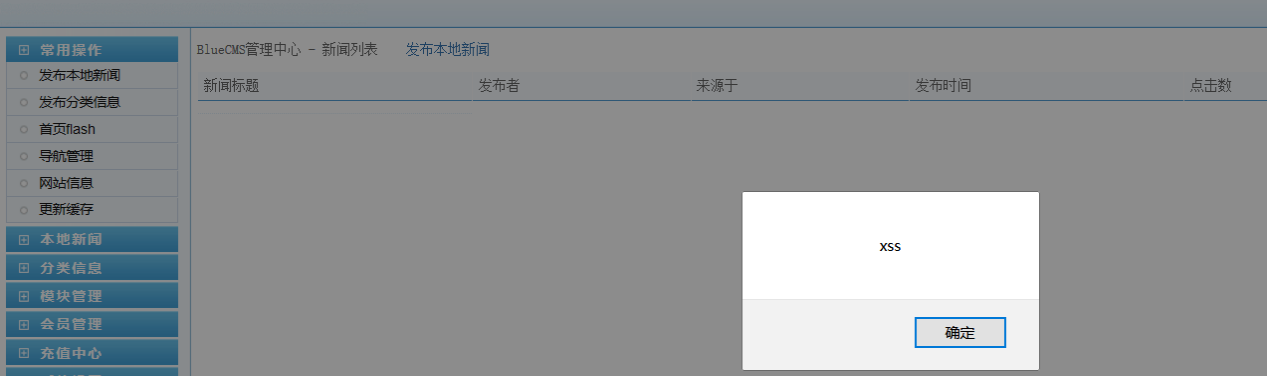 常用操作
发布本地新闻
发布分类信息
首页flash
导航管理
网站信息
更新缓存
本地新闻
分类信息
模块管理
会员管理
充值中心
BlueCMS管理中心 - 新闻列表 发布本地新闻
新闻标题 发布者 来源于 发布时间 点击数
xss
确定